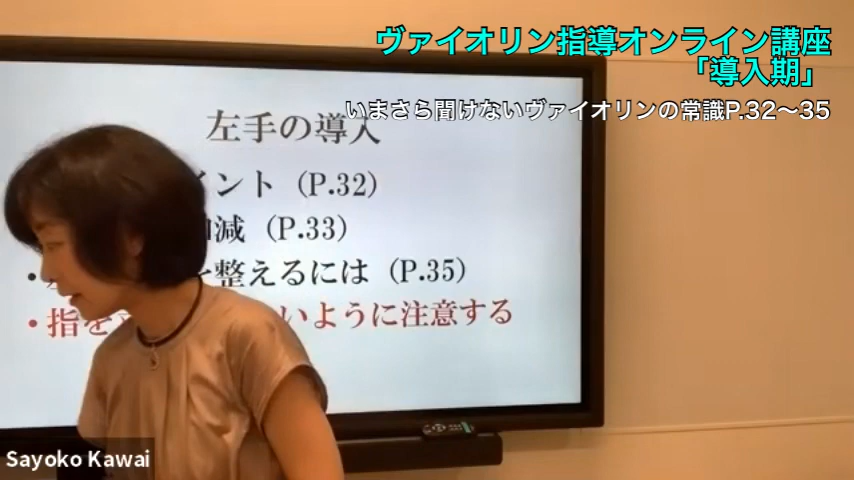 ヴァイオリン指導オンライン講座
「導入期」
いまさら聞けないヴァイオリンの常識P.32〜35
左手の導入
イント（P.32）
減（P.33）
・ を整えるには（P.35）
・指を いように注意する
Sayoko Kawai